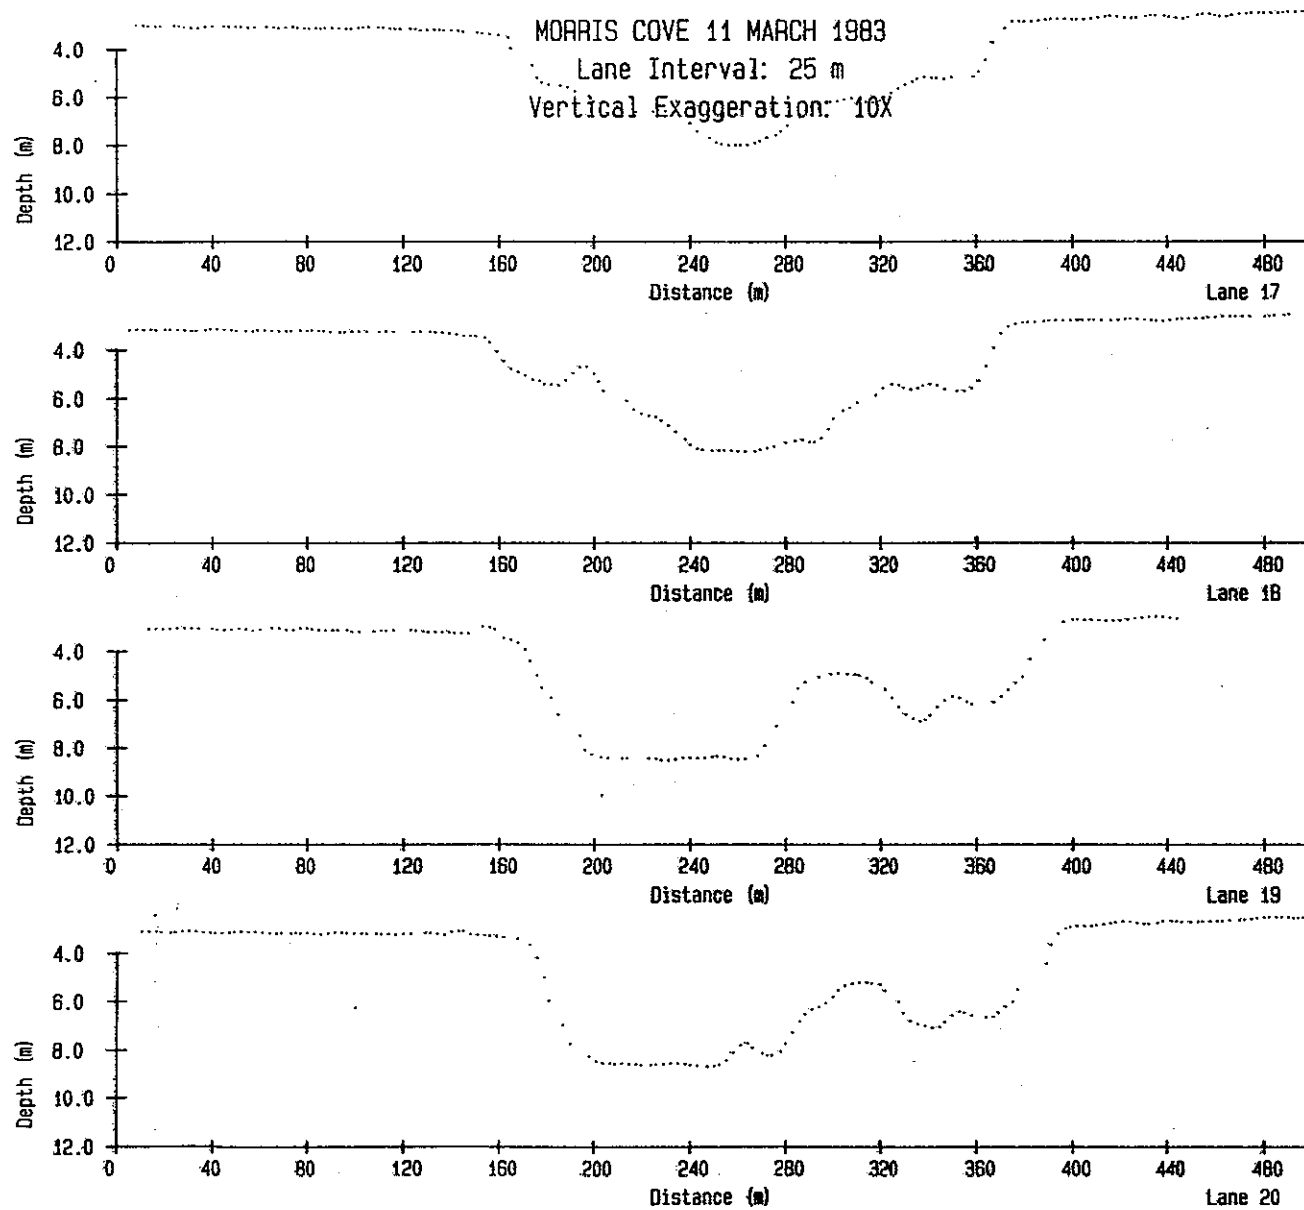 MORRIS COVE 11 MARCH 1983
Lane Interval: 25 m
Vertical Exaggeration: 10X
4.0
6.0
8.0
10.0
12.0
Depth (m)
0 40 80 120 160 200 240 280 320 360 400 440 480
Distance (m) Lane 17
4.0
6.0
8.0
10.0
12.0
Depth (m)
0 40 80 120 160 200 240 280 320 360 400 440 480
Distance (m) Lane 18
4.0
6.0
8.0
10.0
12.0
Depth (m)
0 40 80 120 160 200 240 280 320 360 400 440 480
Distance (m) Lane 19
4.0
6.0
8.0
10.0
12.0
Depth (m)
0 40 80 120 160 200 240 280 320 360 400 440 480
Distance (m) Lane 20